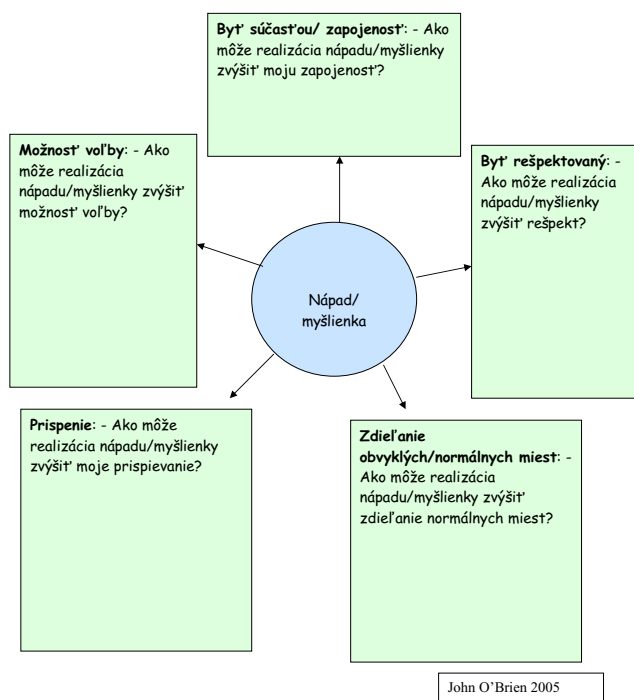 Byť súčasťou/ zapojenosť: - Ako
môže realizácia nápadu/myšlienky
zvýšiť moju zapojenosť?
Možnosť voľby: - Ako
môže realizácia
nápadu/myšlienky zvýšiť
možnosť voľby?
Byť rešpektovaný: -
Ako môže realizácia
nápadu/myšlienky
zvýšiť rešpekt?
Nápad/
myšlienka
Prispenie: - Ako môže
realizácia nápadu/myšlienky
zvýšiť moje prispievanie?
Zdieľanie
obvyklých/normálnych miest: -
Ako môže realizácia
nápadu/myšlienky zvýšiť
zdieľanie normálnych miest?
John O'Brien 2005